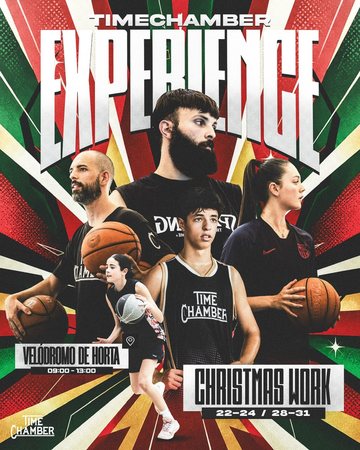 TIMECHAMBER
EXPERIENCE
TIME
CHAMBER
VELÓDROMO DE HORTA
09:00 - 13:00
CHRISTMAS WORK
22-24 / 28-31
TIME
CHAMBER